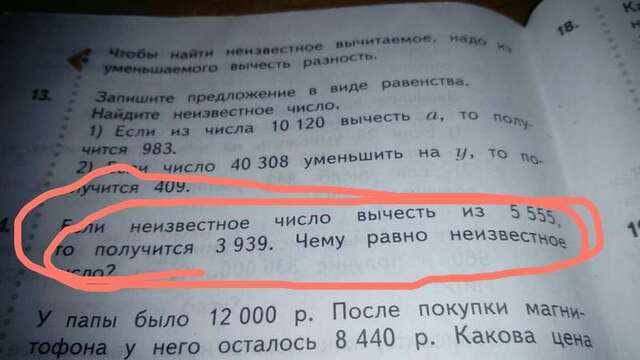 Чтобы найти неизвестное вычитаемое, надо из
уменьшаемого вычесть разность.
18.
13. Запишите предложение в виде равенства.
Найдите неизвестное число.
1) Если из числа 10 120 вычесть a, то полу-
чится 983.
2) Если число 40 308 уменьшить на y, то по-
лучится 409.
Если неизвестное число вычесть из 5 555,
то получится 3 939. Чему равно неизвестное
число?
У папы было 12 000 р. После покупки магни-
тофона у него осталось 8 440 р. Какова цена